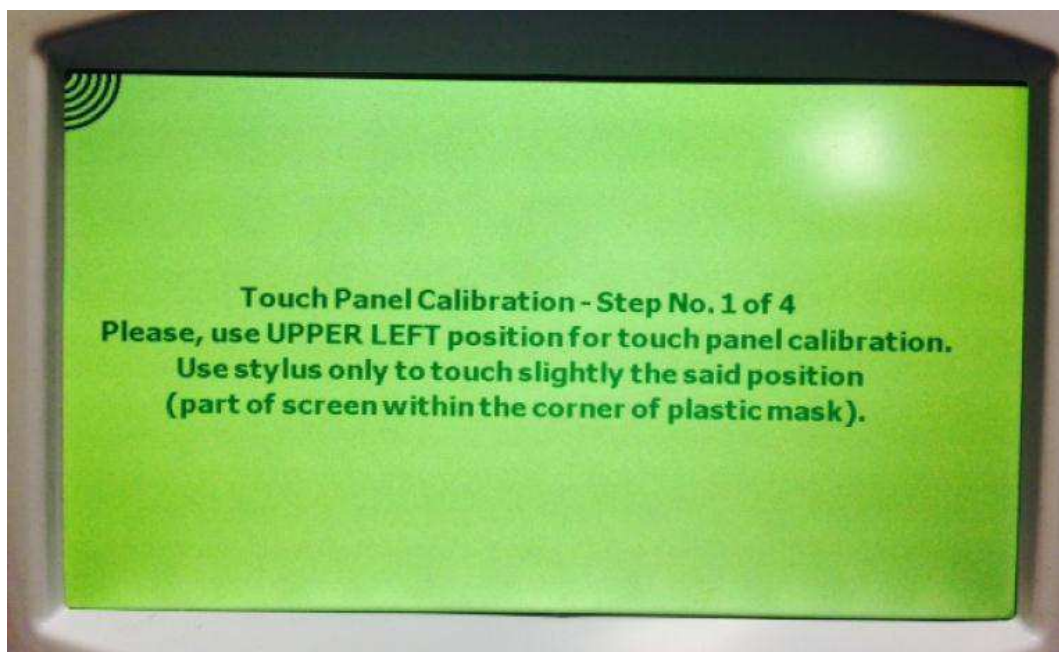 Touch Panel Calibration - Step No. 1 of 4
Please, use UPPER LEFT position for touch panel calibration.
Use stylus only to touch slightly the said position
(part of screen within the corner of plastic mask).